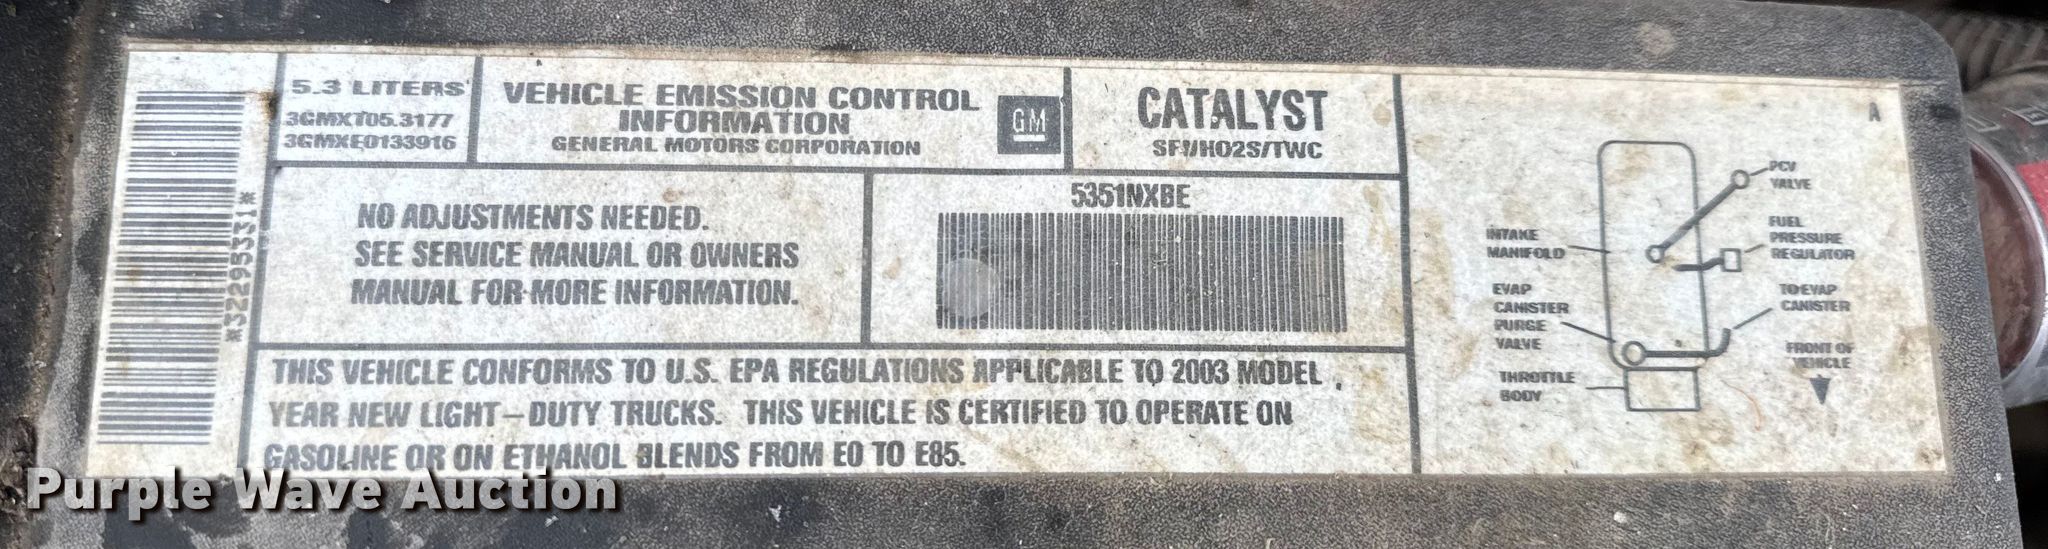 *32295331*
5.3 LITERS
3GMXT05.3177
3GMXE0133916
VEHICLE EMISSION CONTROL
INFORMATION
GENERAL MOTORS CORPORATION
GM
CATALYST
SFI/HO2S/TWC
NO ADJUSTMENTS NEEDED.
SEE SERVICE MANUAL OR OWNERS
MANUAL FOR MORE INFORMATION.
5351NXBE
THIS VEHICLE CONFORMS TO U.S. EPA REGULATIONS APPLICABLE TO 2003 MODEL
YEAR NEW LIGHT-DUTY TRUCKS. THIS VEHICLE IS CERTIFIED TO OPERATE ON
GASOLINE OR ON ETHANOL BLENDS FROM E0 TO E85.
A
PCV
VALVE
INTAKE
MANIFOLD
FUEL
PRESSURE
REGULATOR
EVAP
CANISTER
PURGE
VALVE
TO EVAP
CANISTER
THROTTLE
BODY
FRONT OF
VEHICLE
Purple Wave Auction